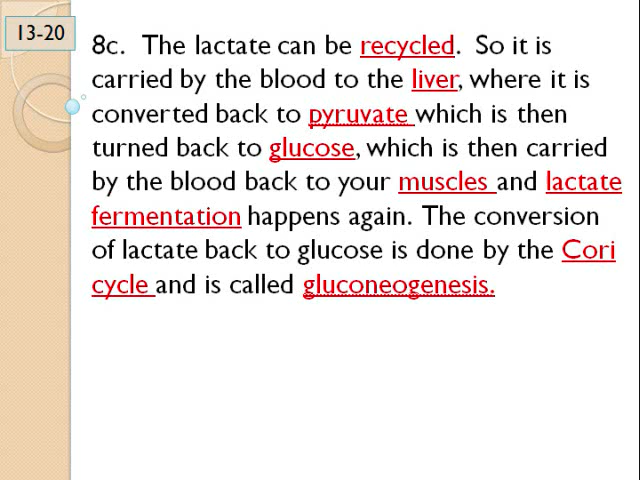 13-20
8c.  The lactate can be recycled.  So it is
carried by the blood to the liver, where it is
converted back to pyruvate which is then
turned back to glucose, which is then carried
by the blood back to your muscles and lactate
fermentation happens again.  The conversion
of lactate back to glucose is done by the Cori
cycle and is called gluconeogenesis.